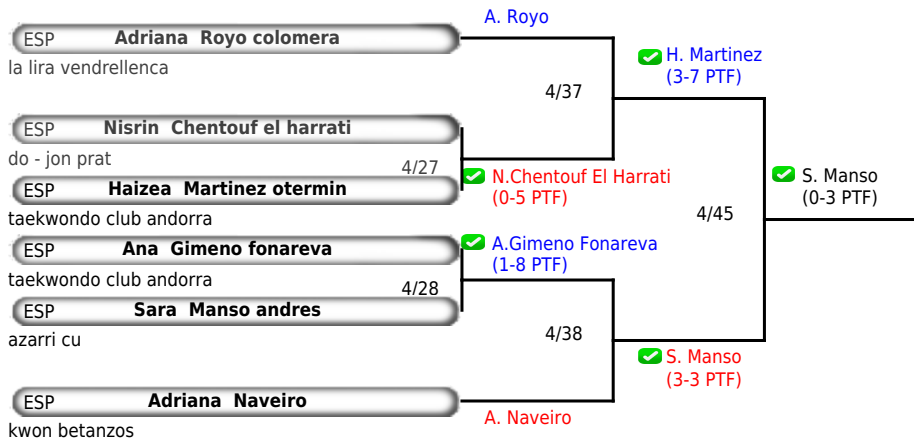 A. Royo
ESP Adriana Royo colomera
la lira vendrellenca
H. Martinez
(3-7 PTF)
4/37
ESP Nisrin Chentouf el harrati
do - jon prat
4/27
N.Chentouf El Harrati
(0-5 PTF)
ESP Haizea Martinez otermin
taekwondo club andorra
S. Manso
(0-3 PTF)
4/45
ESP Ana Gimeno fonareva
taekwondo club andorra
A.Gimeno Fonareva
(1-8 PTF)
4/28
ESP Sara Manso andres
azarri cu
4/38
S. Manso
(3-3 PTF)
ESP Adriana Naveiro
kwon betanzos
A. Naveiro